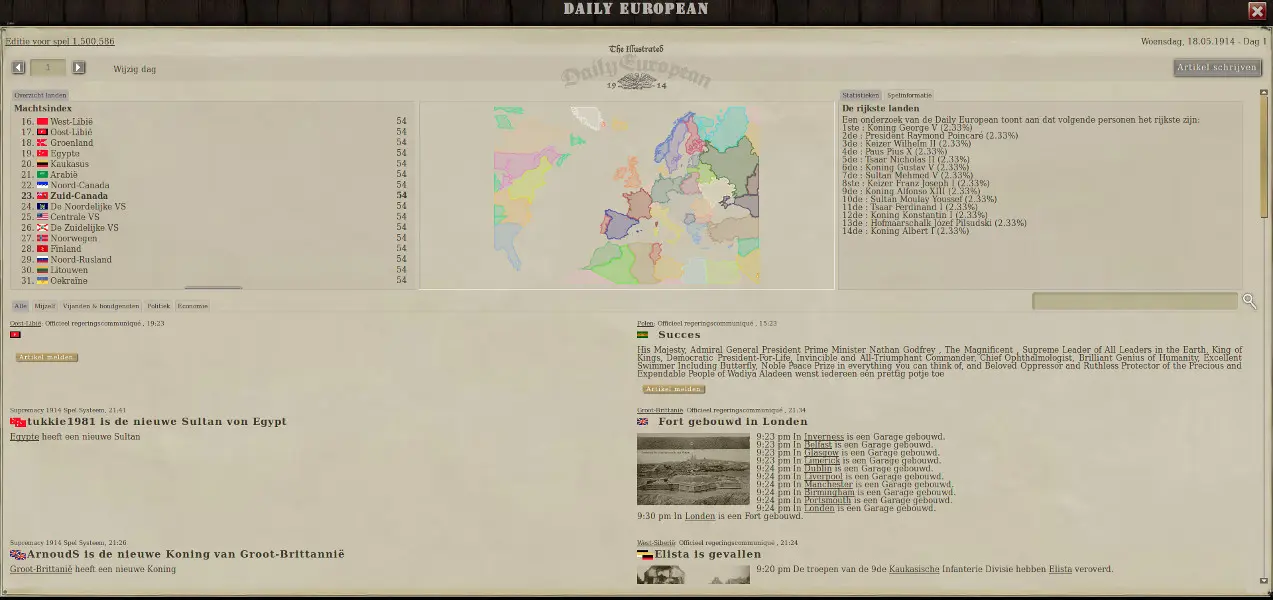 DAILY EUROPEAN
Editie voor spel 1,500,586
Woensdag, 18.05.1914 - Dag 1
The Illustrated
Daily European
19 14
1
Wijzig dag
Artikel schrijven
Overzicht landen
Machtsindex
16. West-Libië 54
17. Oost-Libië 54
18. Groenland 54
19. Egypte 54
20. Kaukasus 54
21. Arabië 54
22. Noord-Canada 54
23. Zuid-Canada 54
24. De Noordelijke VS 54
25. Centrale VS 54
26. De Zuidelijke VS 54
27. Noorwegen 54
28. Finland 54
29. Noord-Rusland 54
30. Litouwen 54
31. Oekraïne 54
Statistieken Spelinformatie
De rijkste landen
Een onderzoek van de Daily European toont aan dat volgende personen het rijkste zijn:
1ste : Koning George V (2.33%)
2de : President Raymond Poincaré (2.33%)
3de : Keizer Wilhelm II (2.33%)
4de : Paus Pius X (2.33%)
5de : Tsaar Nicholas II (2.33%)
6de : Koning Gustav V (2.33%)
7de : Sultan Mehmed V (2.33%)
8ste : Keizer Franz Joseph I (2.33%)
9de : Koning Alfonso XIII (2.33%)
10de : Sultan Moulay Youssef (2.33%)
11de : Tsaar Ferdinand I (2.33%)
12de : Koning Konstantin I (2.33%)
13de : Hofmaarschalk Józef Pilsudski (2.33%)
14de : Koning Albert I (2.33%)
Alle Mijzelf Vijanden & bondgenoten Politiek Economie
Oost-Libië: Officieel regeringscommuniqué , 19:23
Artikel melden
Polen: Officieel regeringscommuniqué , 15:23
Succes
His Majesty, Admiral General President Prime Minister Nathan Godfrey , The Magnificent , Supreme Leader of All Leaders in the Earth, King of
Kings, Democratic President-For-Life, Invincible and All-Triumphant Commander, Chief Ophthalmologist, Brilliant Genius of Humanity, Excellent
Swimmer Including Butterfly, Noble Peace Prize in everything you can think of, and Beloved Oppressor and Ruthless Protector of the Precious and
Expendable People of Wadiya Aladeen wenst iedereen een prettig potje toe
Artikel melden
Supremacy 1914 Spel Systeem, 21:41
tukkie1981 is de nieuwe Sultan von Egypt
Egypte heeft een nieuwe Sultan
Groot-Brittanië: Officieel regeringscommuniqué , 21:34
Fort gebouwd in London
9:23 pm In Inverness is een Garage gebouwd.
9:23 pm In Belfast is een Garage gebouwd.
9:23 pm In Glasgow is een Garage gebouwd.
9:23 pm In Limerick is een Garage gebouwd.
9:24 pm In Dublin is een Garage gebouwd.
9:24 pm In Liverpool is een Garage gebouwd.
9:24 pm In Manchester is een Garage gebouwd.
9:24 pm In Birmingham is een Garage gebouwd.
9:24 pm In Portsmouth is een Garage gebouwd.
9:24 pm In London is een Garage gebouwd.
9:30 pm In London is een Fort gebouwd.
Supremacy 1914 Spel Systeem, 21:26
ArnoudS is de nieuwe Koning van Groot-Brittannië
Groot-Brittanië heeft een nieuwe Koning
West-Siberië: Officieel regeringscommuniqué , 21:24
Elista is gevallen
9:20 pm De troepen van de 9de Kaukasische Infanterie Divisie hebben Elista veroverd.